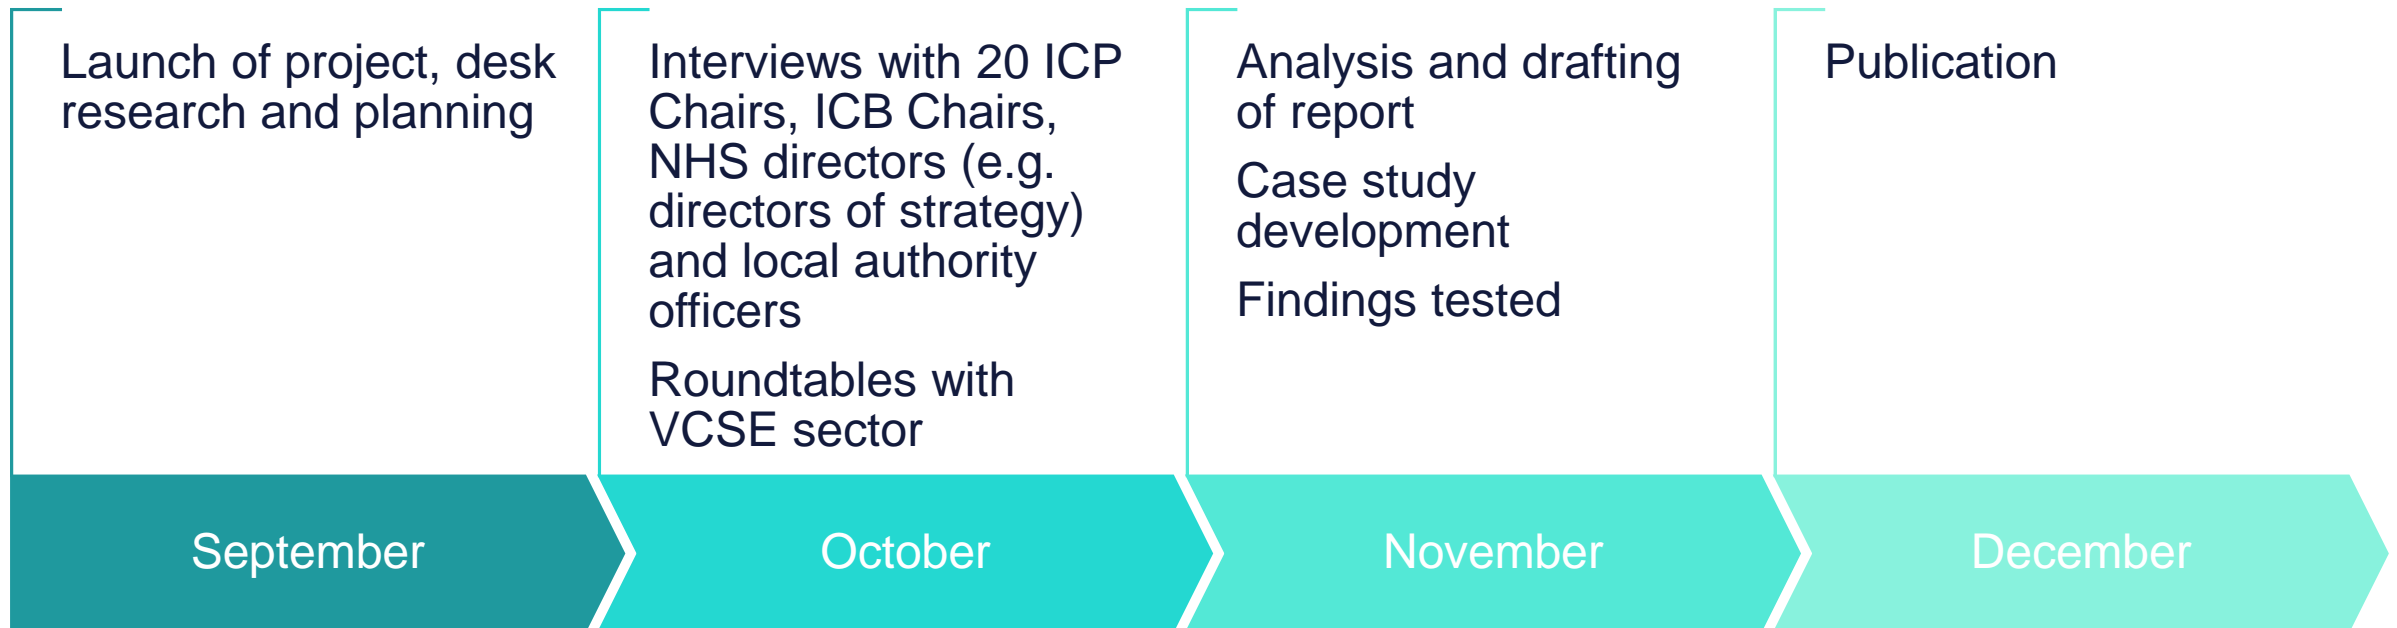 Launch of project, desk
research and planning
Interviews with 20 ICP
Chairs, ICB Chairs,
NHS directors (e.g.
directors of strategy)
and local authority
officers
Roundtables with
VCSE sector
Analysis and drafting
of report
Case study
development
Findings tested
Publication
September
October
November
December